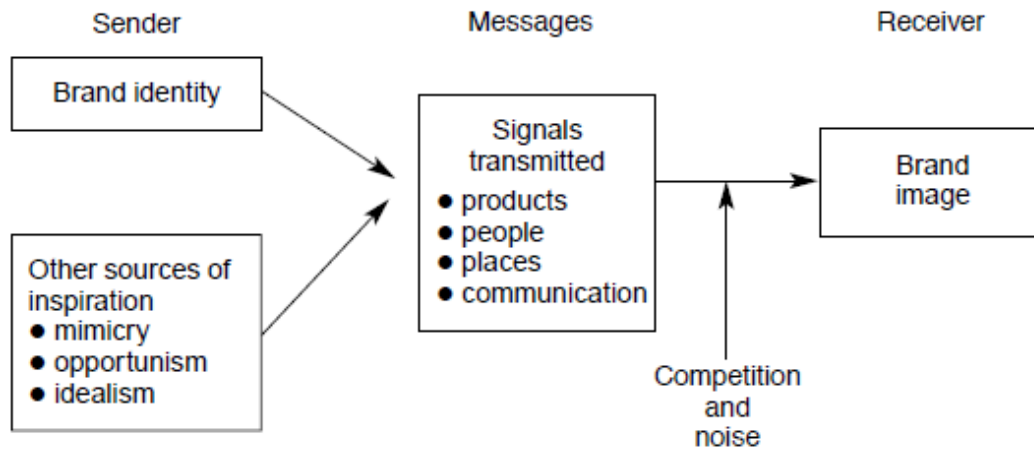 Sender
Messages
Receiver
Brand identity
Other sources of
inspiration
● mimicry
● opportunism
● idealism
Signals
transmitted
● products
● people
● places
● communication
Brand
image
Competition
and
noise